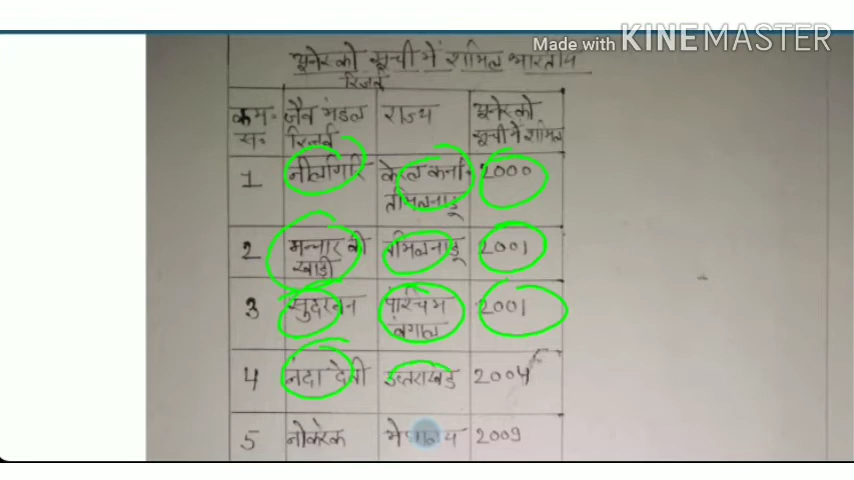 Made with KINEMASTER
यूनेस्को सूची में शामिल भारतीय
रिजर्व
क्रम जैव मंडल राज्य यूनेस्को
स॰ रिजर्व सूची में शामिल
1 नीलगिरि केरल कर्ना- 2000
तमिलनाडू
2 मन्नार की तमिलनाडू 2001
खाड़ी
3 सुदरवन पश्चिम 2001
बंगाल
4 नंदा देवी उत्तराखंड 2004
5 नोकरेक मेघालय 2009